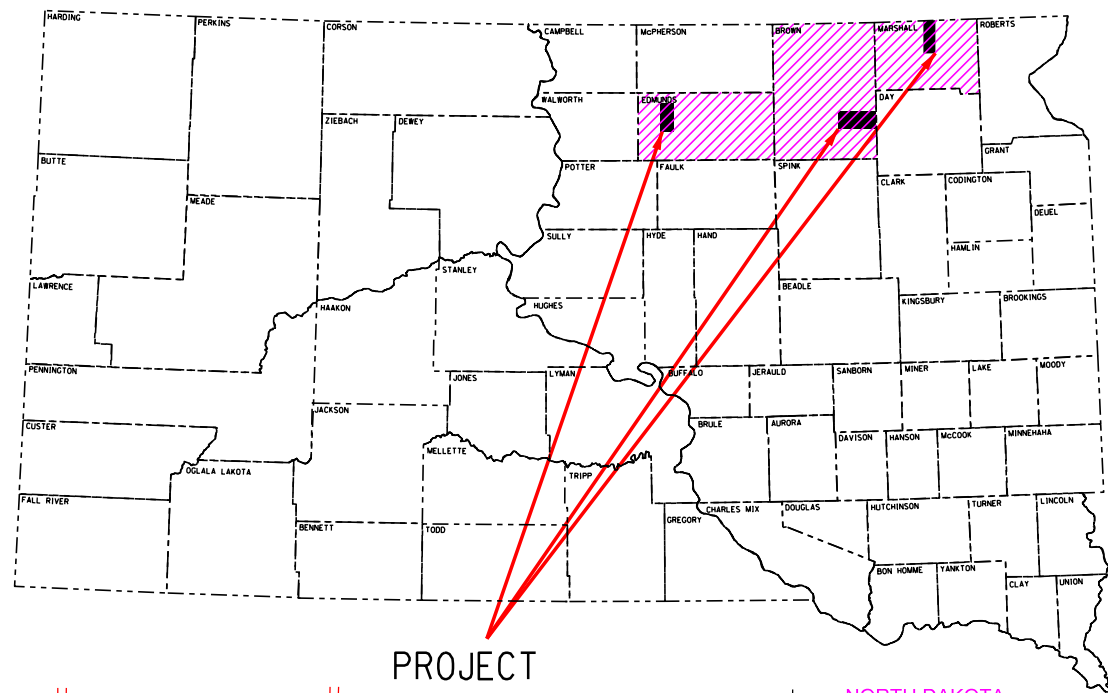 HARDING
PERKINS
CORSON
CAMPBELL
McPHERSON
BROWN
MARSHALL
ROBERTS
WALWORTH
EDMUNDS
DAY
ZIEBACH
DEWEY
BUTTE
POTTER
FAULK
SPINK
GRANT
CLARK
CODINGTON
MEADE
DEUEL
SULLY
HYDE
HAND
HAMLIN
STANLEY
LAWRENCE
BEADLE
HAAKON
HUGHES
KINGSBURY
BROOKINGS
PENNINGTON
JONES
LYMAN
BUFFALO
JERAULD
SANBORN
MINER
LAKE
MOODY
JACKSON
CUSTER
BRULE
AURORA
DAVISON
HANSON
McCOOK
MINNEHAHA
MELLETTE
OGLALA LAKOTA
TRIPP
FALL RIVER
CHARLES MIX
DOUGLAS
HUTCHINSON
TURNER
LINCOLN
BENNETT
TODD
GREGORY
BON HOMME
YANKTON
CLAY
UNION
PROJECT
NORTH DAKOTA